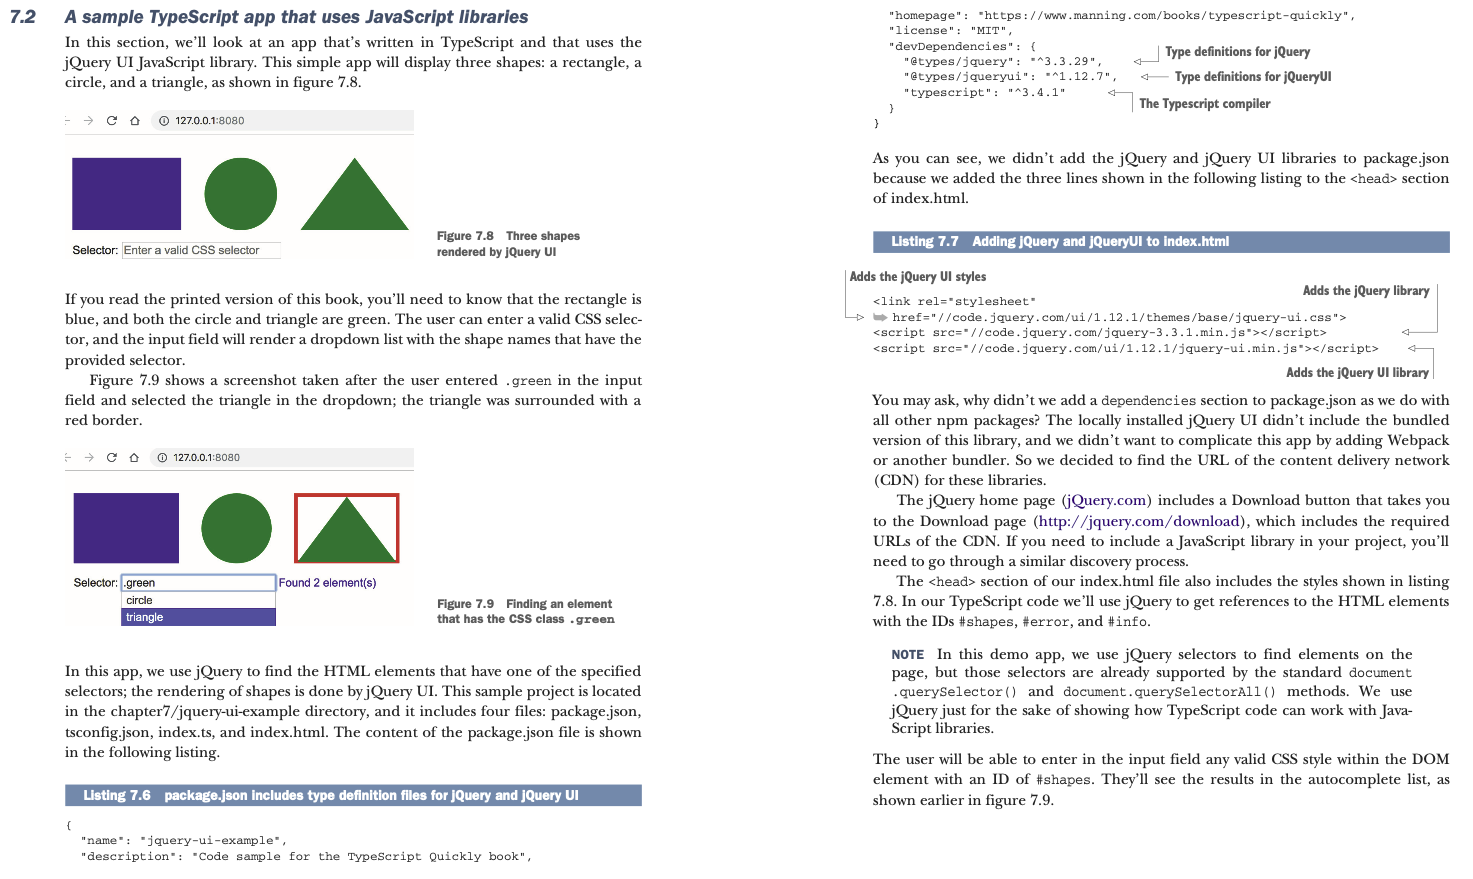 7.2 A sample TypeScript app that uses JavaScript libraries
In this section, we'll look at an app that's written in TypeScript and that uses the
jQuery UI JavaScript library. This simple app will display three shapes: a rectangle, a
circle, and a triangle, as shown in figure 7.8.
127.0.0.1:8080
Selector: Enter a valid CSS selector
Figure 7.8 Three shapes
rendered by jQuery UI
If you read the printed version of this book, you'll need to know that the rectangle is
blue, and both the circle and triangle are green. The user can enter a valid CSS selec-
tor, and the input field will render a dropdown list with the shape names that have the
provided selector.
Figure 7.9 shows a screenshot taken after the user entered .green in the input
field and selected the triangle in the dropdown; the triangle was surrounded with a
red border.
127.0.0.1:8080
Selector: .green Found 2 element(s)
circle
triangle
Figure 7.9 Finding an element
that has the CSS class .green
In this app, we use jQuery to find the HTML elements that have one of the specified
selectors; the rendering of shapes is done by jQuery UI. This sample project is located
in the chapter7/jquery-ui-example directory, and it includes four files: package.json,
tsconfig.json, index.ts, and index.html. The content of the package.json file is shown
in the following listing.
Listing 7.6 package.json includes type definition files for jQuery and jQuery UI
{
"name": "jquery-ui-example",
"description": "Code sample for the TypeScript Quickly book",
"homepage": "https://www.manning.com/books/typescript-quickly",
"license": "MIT",
"devDependencies": {
"@types/jquery": "^3.3.29", Type definitions for jQuery
"@types/jqueryui": "^1.12.7", Type definitions for jQueryUI
"typescript": "^3.4.1" The Typescript compiler
}
}
As you can see, we didn't add the jQuery and jQuery UI libraries to package.json
because we added the three lines shown in the following listing to the <head> section
of index.html.
Listing 7.7 Adding jQuery and jQueryUI to index.html
Adds the jQuery UI styles
Adds the jQuery library
<link rel="stylesheet"
href="//code.jquery.com/ui/1.12.1/themes/base/jquery-ui.css">
<script src="//code.jquery.com/jquery-3.3.1.min.js"></script>
<script src="//code.jquery.com/ui/1.12.1/jquery-ui.min.js"></script>
Adds the jQuery UI library
You may ask, why didn't we add a dependencies section to package.json as we do with
all other npm packages? The locally installed jQuery UI didn't include the bundled
version of this library, and we didn't want to complicate this app by adding Webpack
or another bundler. So we decided to find the URL of the content delivery network
(CDN) for these libraries.
The jQuery home page (jQuery.com) includes a Download button that takes you
to the Download page (http://jquery.com/download), which includes the required
URLs of the CDN. If you need to include a JavaScript library in your project, you'll
need to go through a similar discovery process.
The <head> section of our index.html file also includes the styles shown in listing
7.8. In our TypeScript code we'll use jQuery to get references to the HTML elements
with the IDs #shapes, #error, and #info.
NOTE In this demo app, we use jQuery selectors to find elements on the
page, but those selectors are already supported by the standard document
.querySelector() and document.querySelectorAll() methods. We use
jQuery just for the sake of showing how TypeScript code can work with Java-
Script libraries.
The user will be able to enter in the input field any valid CSS style within the DOM
element with an ID of #shapes. They'll see the results in the autocomplete list, as
shown earlier in figure 7.9.